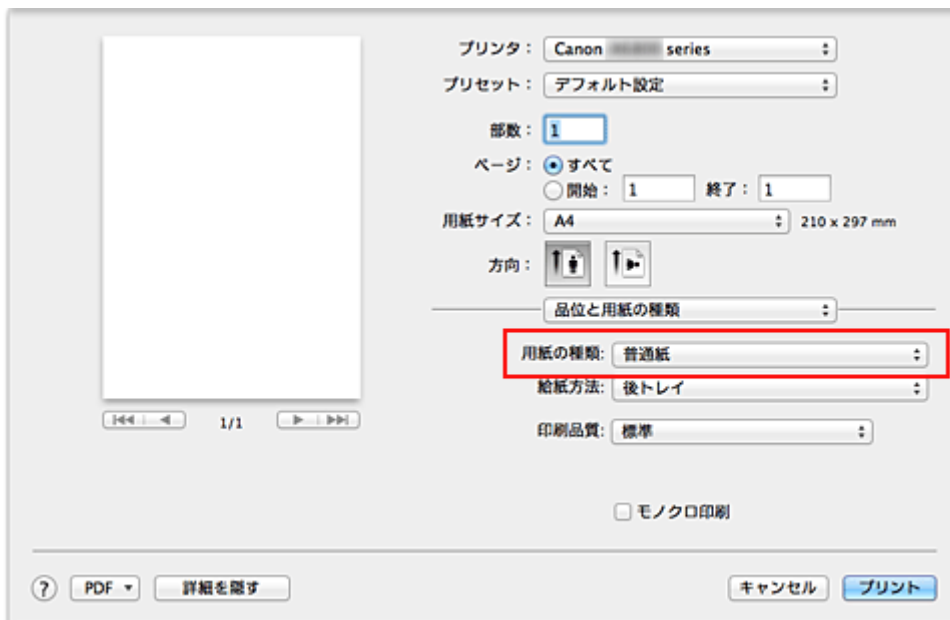 プリンタ： Canon series
プリセット： デフォルト設定
部数： 1
ページ： すべて
開始： 1 終了： 1
用紙サイズ： A4 210 x 297 mm
方向：
品位と用紙の種類
用紙の種類: 普通紙
給紙方法: 後トレイ
印刷品質: 標準
1/1
モノクロ印刷
? PDF 詳細を隠す キャンセル プリント